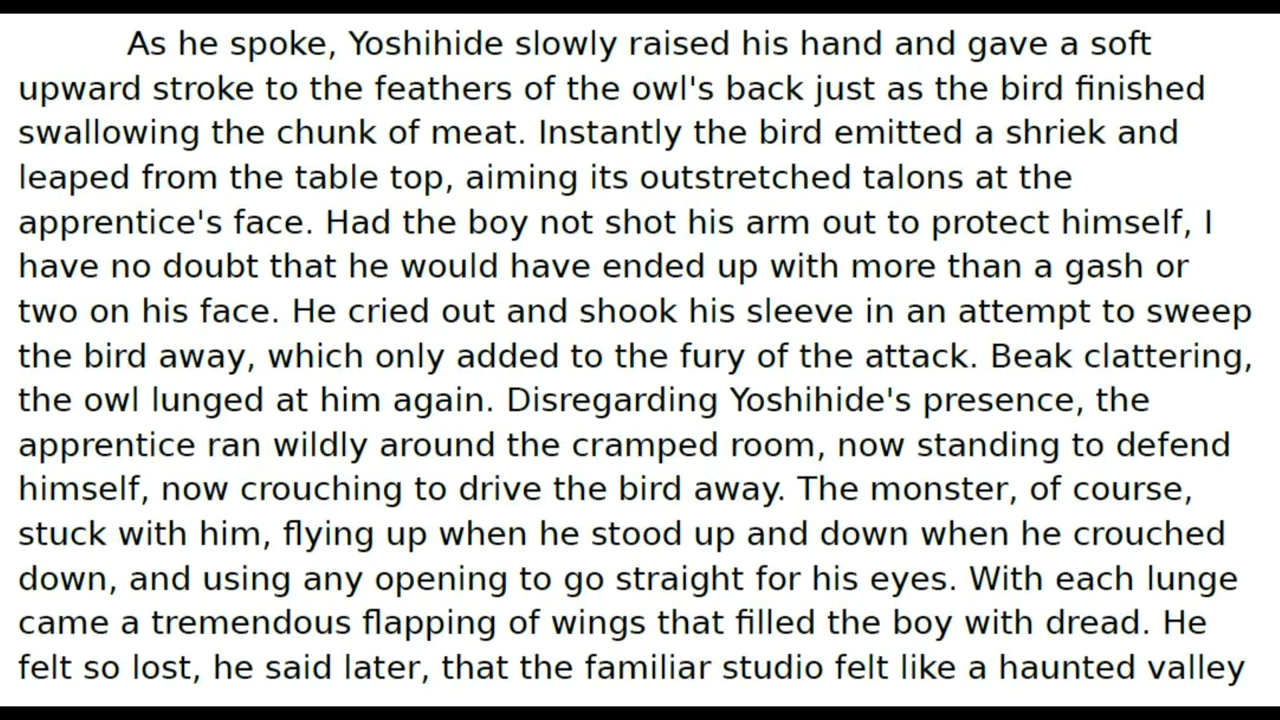 As he spoke, Yoshihide slowly raised his hand and gave a soft
upward stroke to the feathers of the owl's back just as the bird finished
swallowing the chunk of meat. Instantly the bird emitted a shriek and
leaped from the table top, aiming its outstretched talons at the
apprentice's face. Had the boy not shot his arm out to protect himself, I
have no doubt that he would have ended up with more than a gash or
two on his face. He cried out and shook his sleeve in an attempt to sweep
the bird away, which only added to the fury of the attack. Beak clattering,
the owl lunged at him again. Disregarding Yoshihide's presence, the
apprentice ran wildly around the cramped room, now standing to defend
himself, now crouching to drive the bird away. The monster, of course,
stuck with him, flying up when he stood up and down when he crouched
down, and using any opening to go straight for his eyes. With each lunge
came a tremendous flapping of wings that filled the boy with dread. He
felt so lost, he said later, that the familiar studio felt like a haunted valley